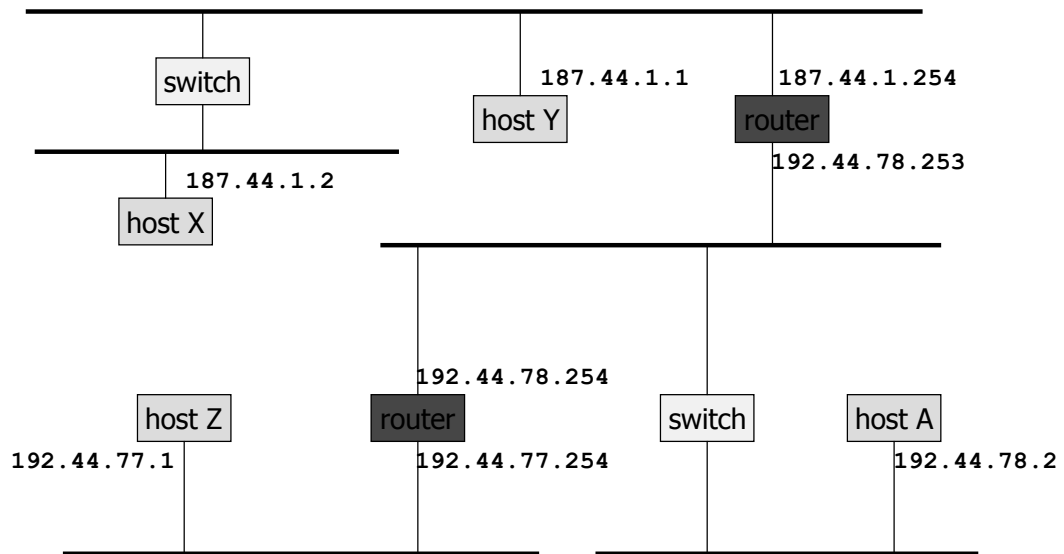 switch
187.44.1.1
187.44.1.254
host Y
router
192.44.78.253
187.44.1.2
host X
192.44.78.254
host Z
router
switch
host A
192.44.77.1
192.44.77.254
192.44.78.2